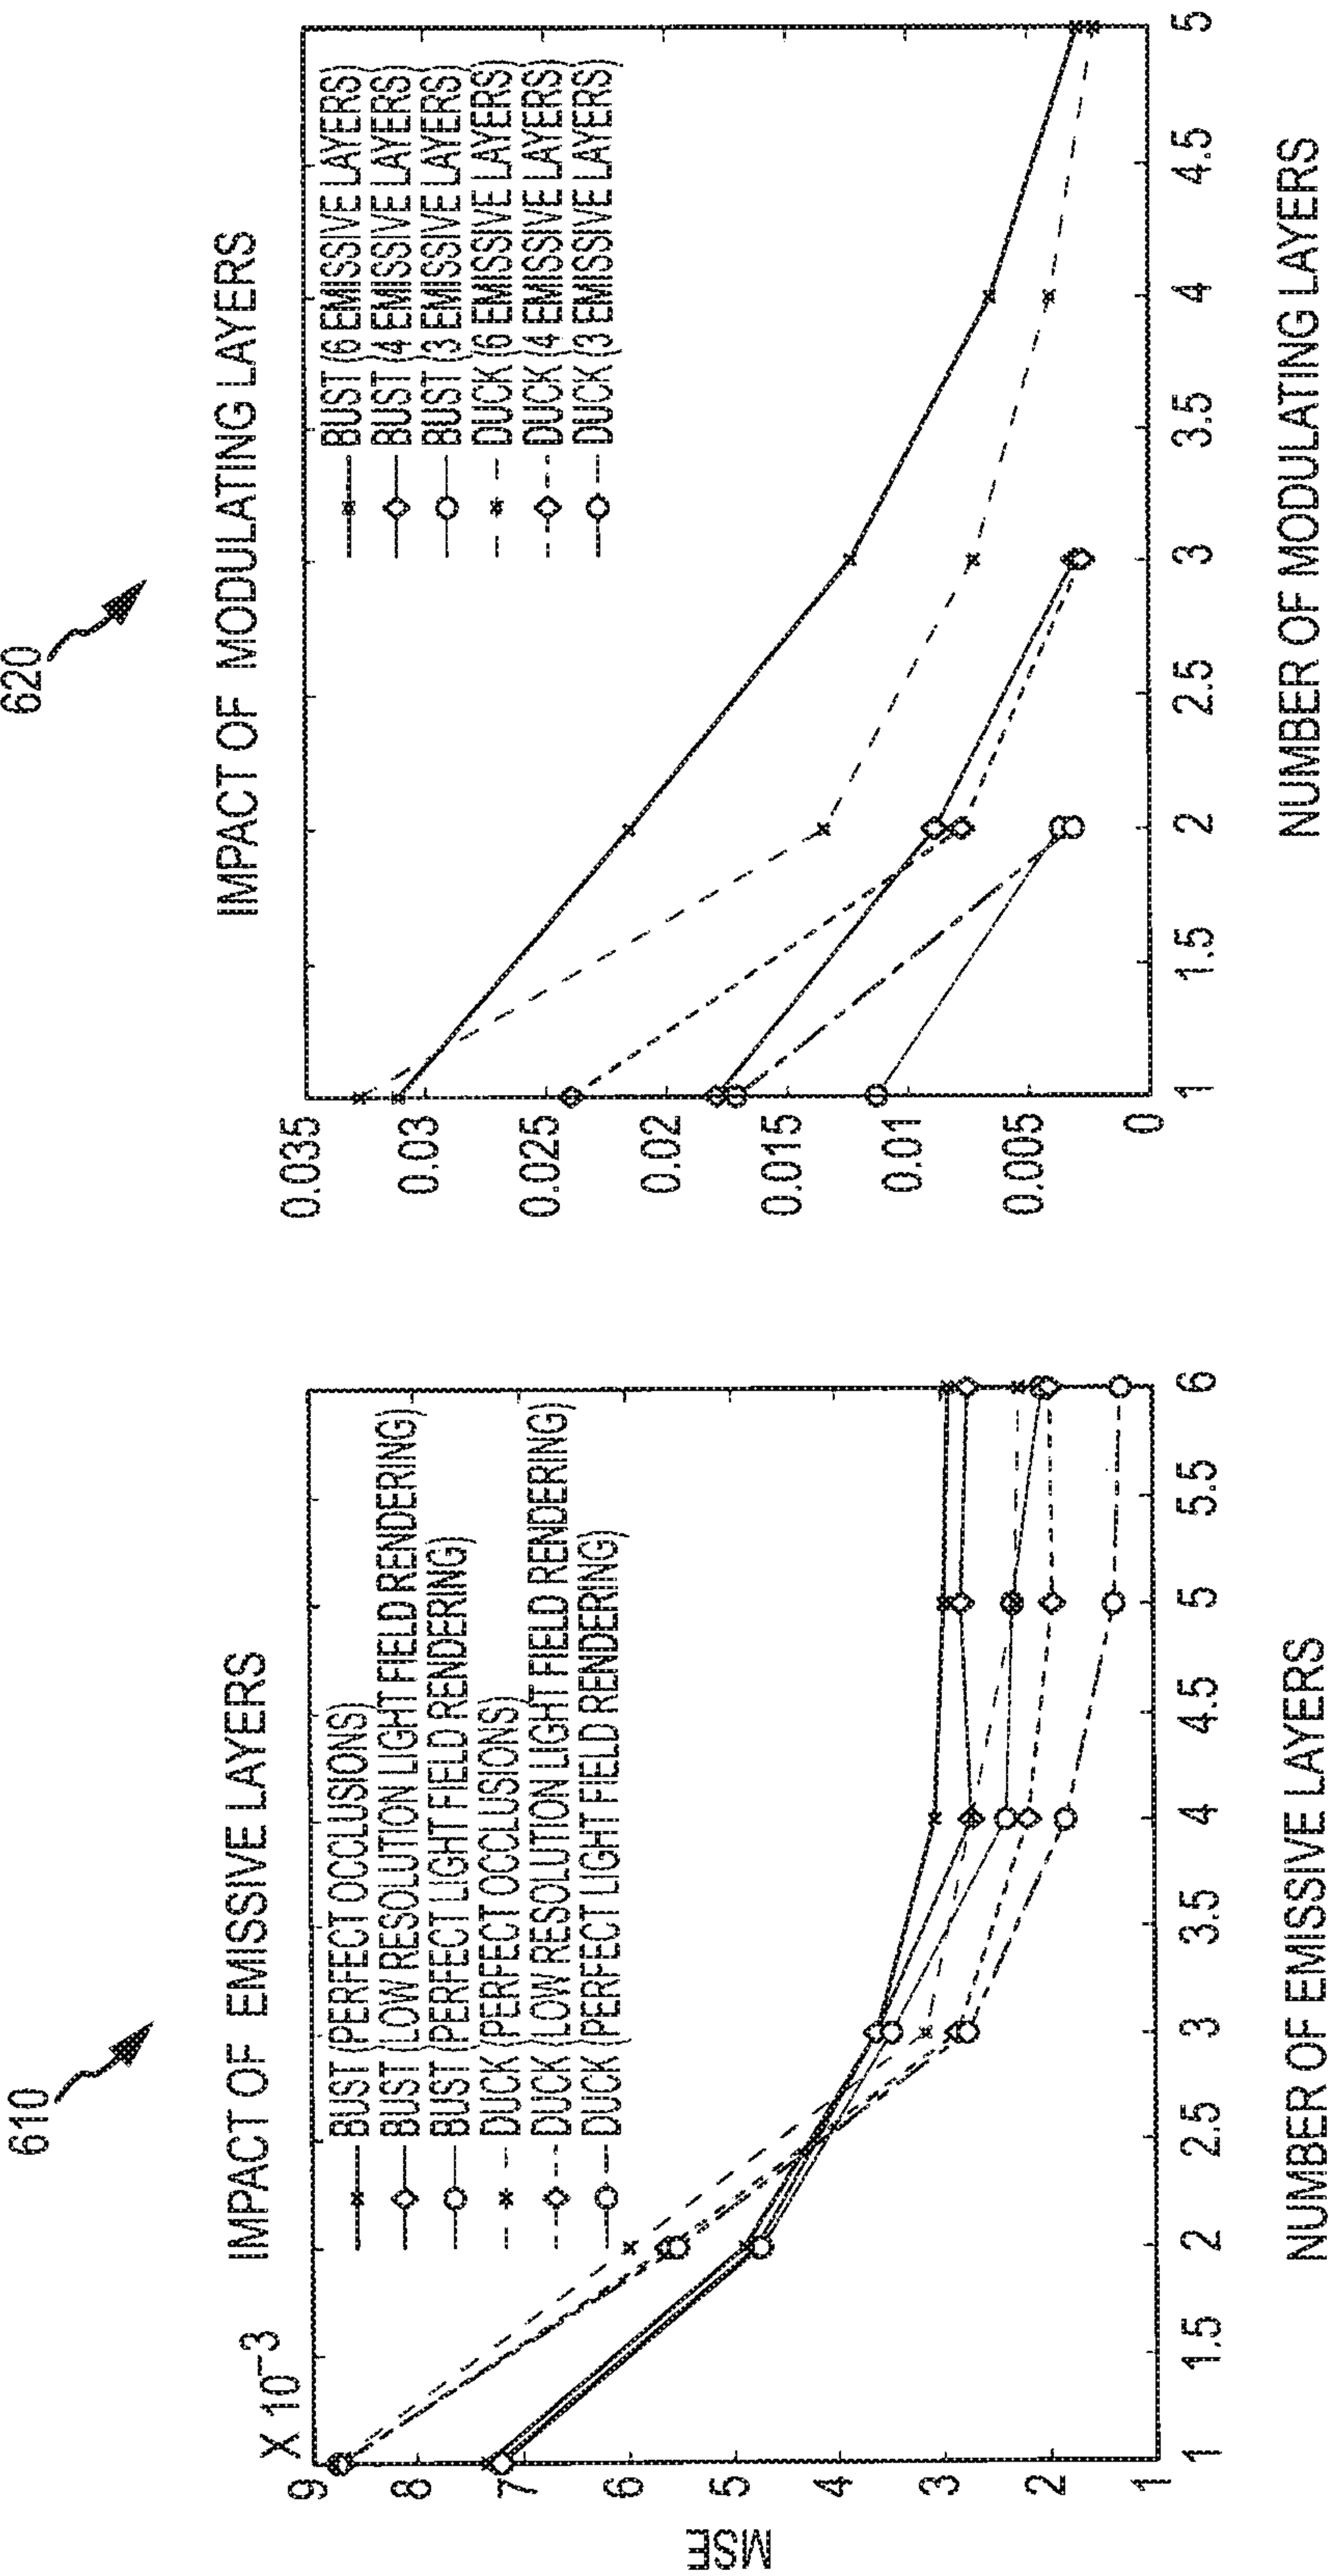 610
IMPACT OF EMISSIVE LAYERS
X 10-3
BUST (PERFECT OCCLUSIONS)
BUST (LOW RESOLUTION LIGHT FIELD RENDERING)
BUST (PERFECT LIGHT FIELD RENDERING)
DUCK (PERFECT OCCLUSIONS)
DUCK (LOW RESOLUTION LIGHT FIELD RENDERING)
DUCK (PERFECT LIGHT FIELD RENDERING)
9
8
7
6
5
4
3
2
1
MSE
1 1.5 2 2.5 3 3.5 4 4.5 5 5.5 6
NUMBER OF EMISSIVE LAYERS
620
IMPACT OF MODULATING LAYERS
BUST (6 EMISSIVE LAYERS)
BUST (4 EMISSIVE LAYERS)
BUST (3 EMISSIVE LAYERS)
DUCK (6 EMISSIVE LAYERS)
DUCK (4 EMISSIVE LAYERS)
DUCK (3 EMISSIVE LAYERS)
0.035
0.03
0.025
0.02
0.015
0.01
0.005
0
1 1.5 2 2.5 3 3.5 4 4.5 5
NUMBER OF MODULATING LAYERS